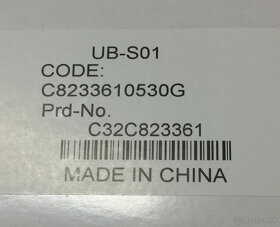 UB-S01
CODE:
C8233610530G
Prd-No.
C32C823361
MADE IN CHINA